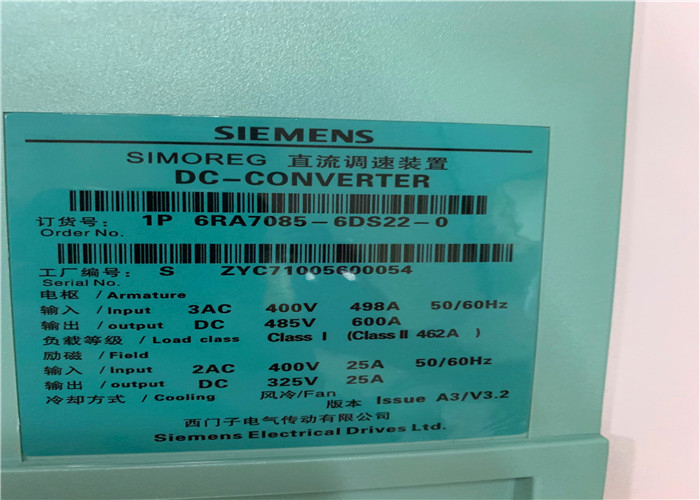 SIEMENS
SIMOREG 直流调速装置
DC-CONVERTER
订货号: 1P 6RA7085-6DS22-0
Order No.
工厂编号: S ZYC71005600054
Serial No.
电枢 / Armature
输入 / Input 3AC 400V 498A 50/60Hz
输出 / output DC 485V 600A
负载等级 / Load class Class I (Class II 462A )
励磁 / Field
输入 / Input 2AC 400V 25A 50/60Hz
输出 / output DC 325V 25A
冷却方式 / Cooling 风冷/Fan 版本 Issue A3/V3.2
西门子电气传动有限公司
Siemens Electrical Drives Ltd.